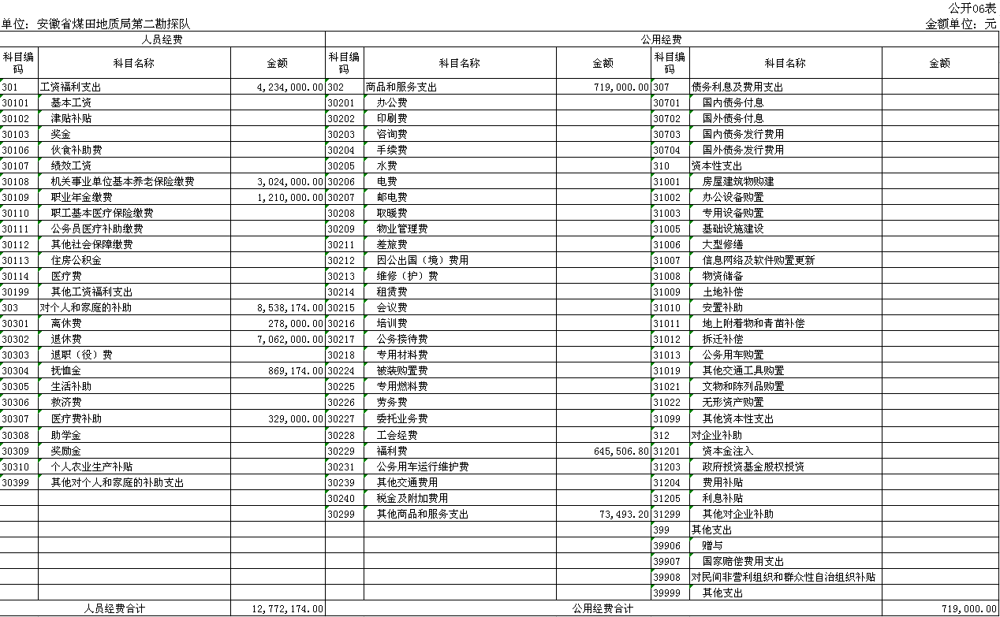 公开06表
单位：安徽省煤田地质局第二勘探队 金额单位：元
人员经费 公用经费
科目编码 科目名称 金额 科目编码 科目名称 金额 科目编码 科目名称 金额
301 工资福利支出 4,234,000.00 302 商品和服务支出 719,000.00 307 债务利息及费用支出
30101 基本工资 30201 办公费 30701 国内债务付息
30102 津贴补贴 30202 印刷费 30702 国外债务付息
30103 奖金 30203 咨询费 30703 国内债务发行费用
30106 伙食补助费 30204 手续费 30704 国外债务发行费用
30107 绩效工资 30205 水费 310 资本性支出
30108 机关事业单位基本养老保险缴费 3,024,000.00 30206 电费 31001 房屋建筑物购建
30109 职业年金缴费 1,210,000.00 30207 邮电费 31002 办公设备购置
30110 职工基本医疗保险缴费 30208 取暖费 31003 专用设备购置
30111 公务员医疗补助缴费 30209 物业管理费 31005 基础设施建设
30112 其他社会保障缴费 30211 差旅费 31006 大型修缮
30113 住房公积金 30212 因公出国（境）费用 31007 信息网络及软件购置更新
30114 医疗费 30213 维修（护）费 31008 物资储备
30199 其他工资福利支出 30214 租赁费 31009 土地补偿
303 对个人和家庭的补助 8,538,174.00 30215 会议费 31010 安置补助
30301 离休费 278,000.00 30216 培训费 31011 地上附着物和青苗补偿
30302 退休费 7,062,000.00 30217 公务接待费 31012 拆迁补偿
30303 退职（役）费 30218 专用材料费 31013 公务用车购置
30304 抚恤金 869,174.00 30224 被装购置费 31019 其他交通工具购置
30305 生活补助 30225 专用燃料费 31021 文物和陈列品购置
30306 救济费 30226 劳务费 31022 无形资产购置
30307 医疗费补助 329,000.00 30227 委托业务费 31099 其他资本性支出
30308 助学金 30228 工会经费 312 对企业补助
30309 奖励金 30229 福利费 645,506.80 31201 资本金注入
30310 个人农业生产补贴 30231 公务用车运行维护费 31203 政府投资基金股权投资
30399 其他对个人和家庭的补助支出 30239 其他交通费用 31204 费用补贴
30240 税金及附加费用 31205 利息补贴
30299 其他商品和服务支出 73,493.20 31299 其他对企业补助
399 其他支出
39906 赠与
39907 国家赔偿费用支出
39908 对民间非营利组织和群众性自治组织补贴
39999 其他支出
人员经费合计 12,772,174.00 公用经费合计 719,000.00